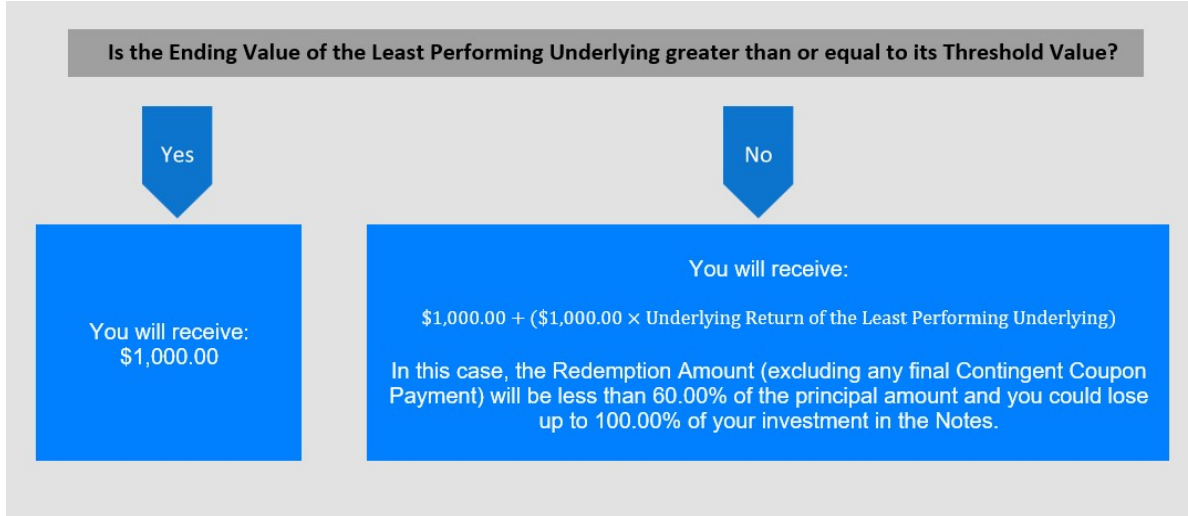 Is the Ending Value of the Least Performing Underlying greater than or equal to its Threshold Value?
Yes
No
You will receive:
$1,000.00
You will receive:
$1,000.00 + ($1,000.00 × Underlying Return of the Least Performing Underlying)
In this case, the Redemption Amount (excluding any final Contingent Coupon
Payment) will be less than 60.00% of the principal amount and you could lose
up to 100.00% of your investment in the Notes.